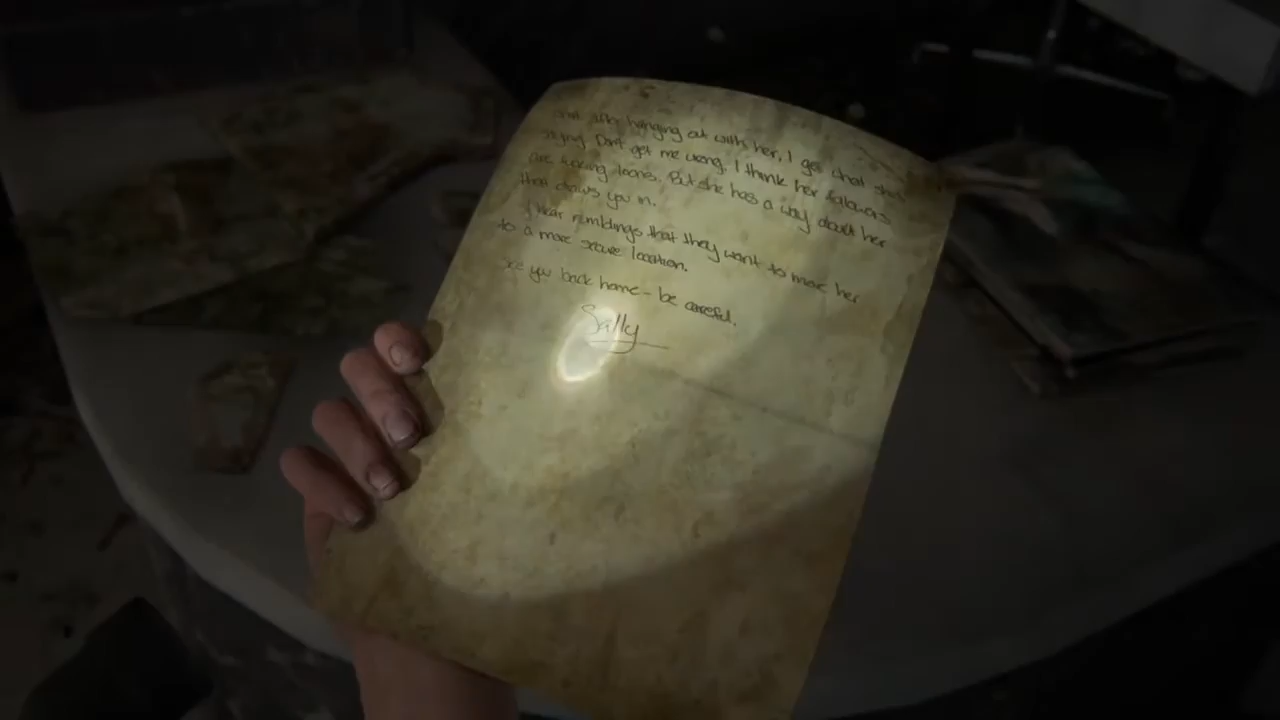 after hanging out with her, I get what she's
saying. Don't get me wrong, I think her followers
are fucking loons. But she has a way about her
that draws you in.
I hear rumblings that they want to move her
to a more secure location.
See you back home - be careful.
Sally